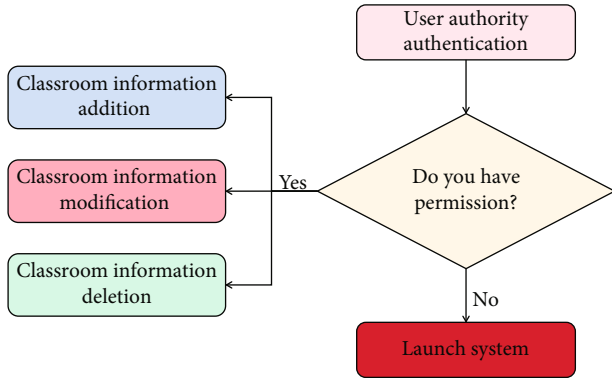 User authority
authentication
Classroom information
addition
Classroom information
modification
Yes
Do you have
permission?
Classroom information
deletion
No
Launch system